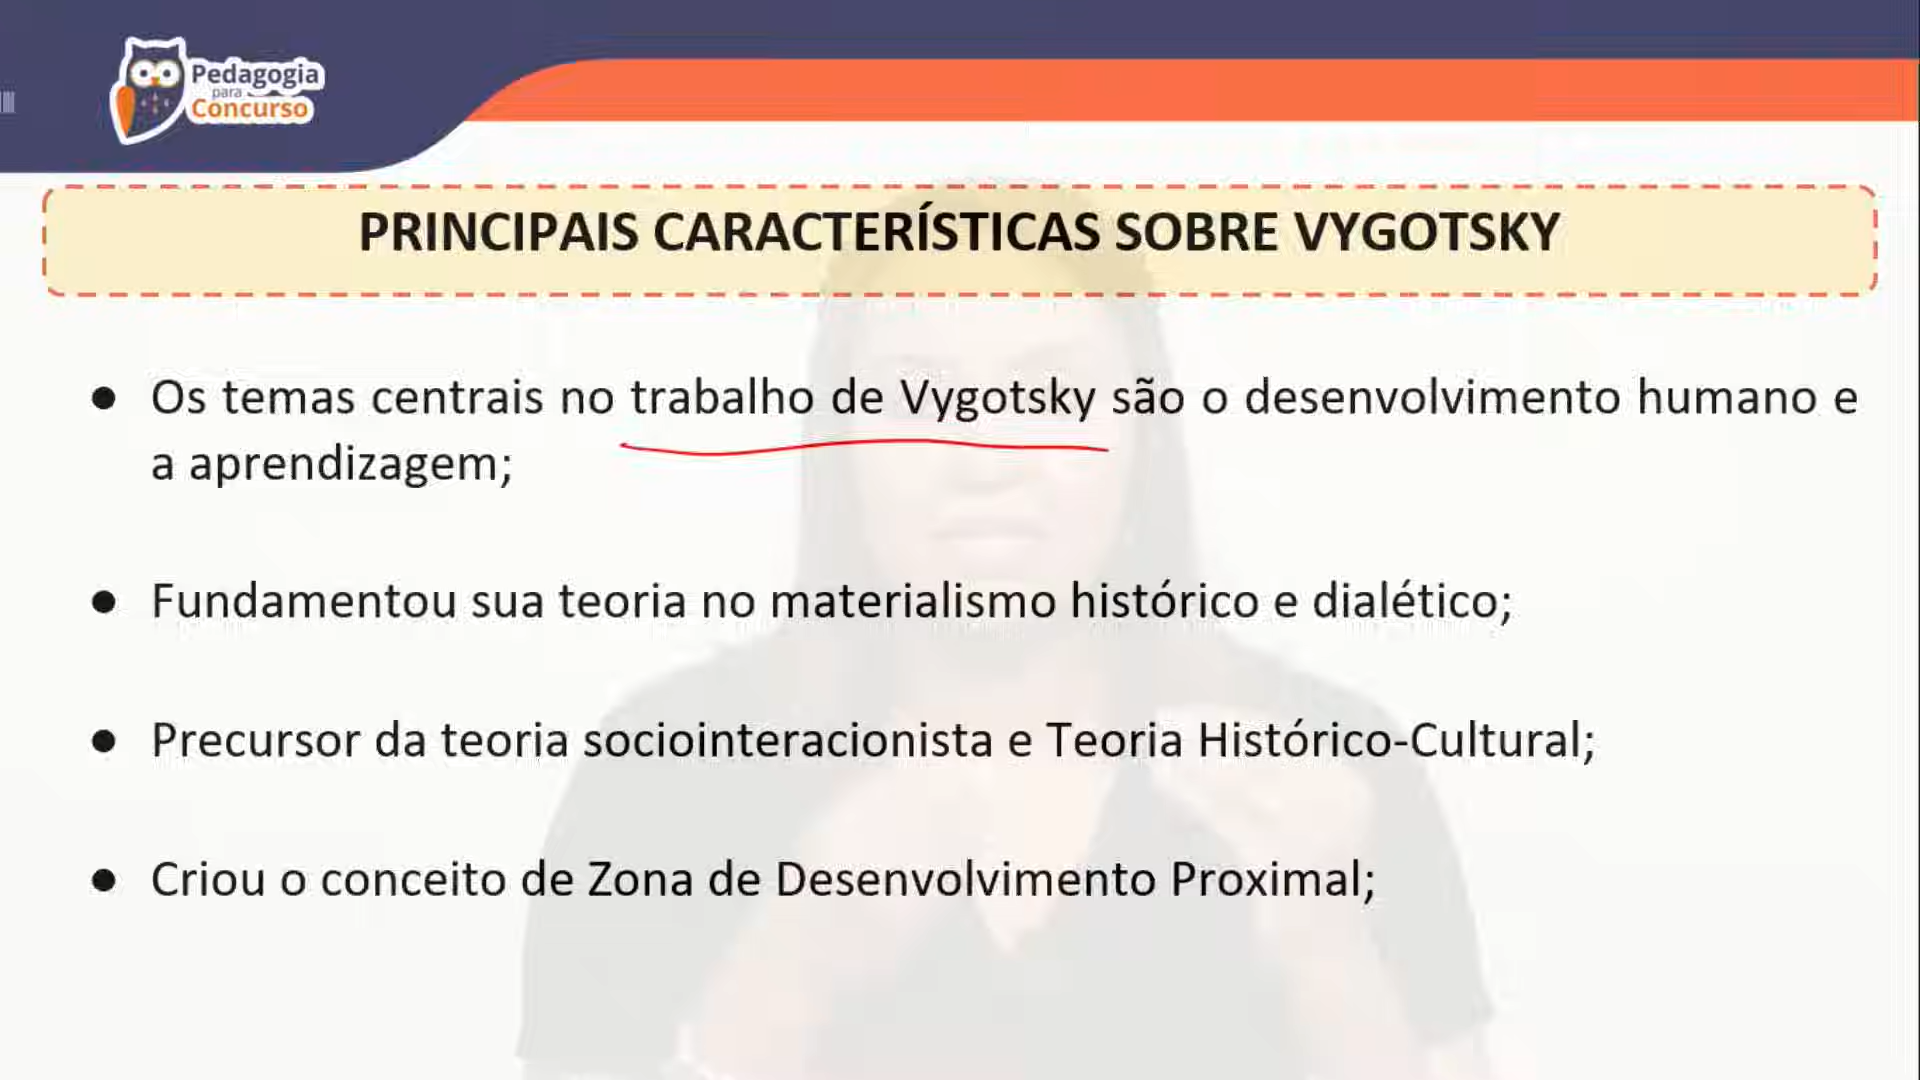 Pedagogia
para
Concurso
PRINCIPAIS CARACTERÍSTICAS SOBRE VYGOTSKY
● Os temas centrais no trabalho de Vygotsky são o desenvolvimento humano e
a aprendizagem;
● Fundamentou sua teoria no materialismo histórico e dialético;
● Precursor da teoria sociointeracionista e Teoria Histórico-Cultural;
● Criou o conceito de Zona de Desenvolvimento Proximal;